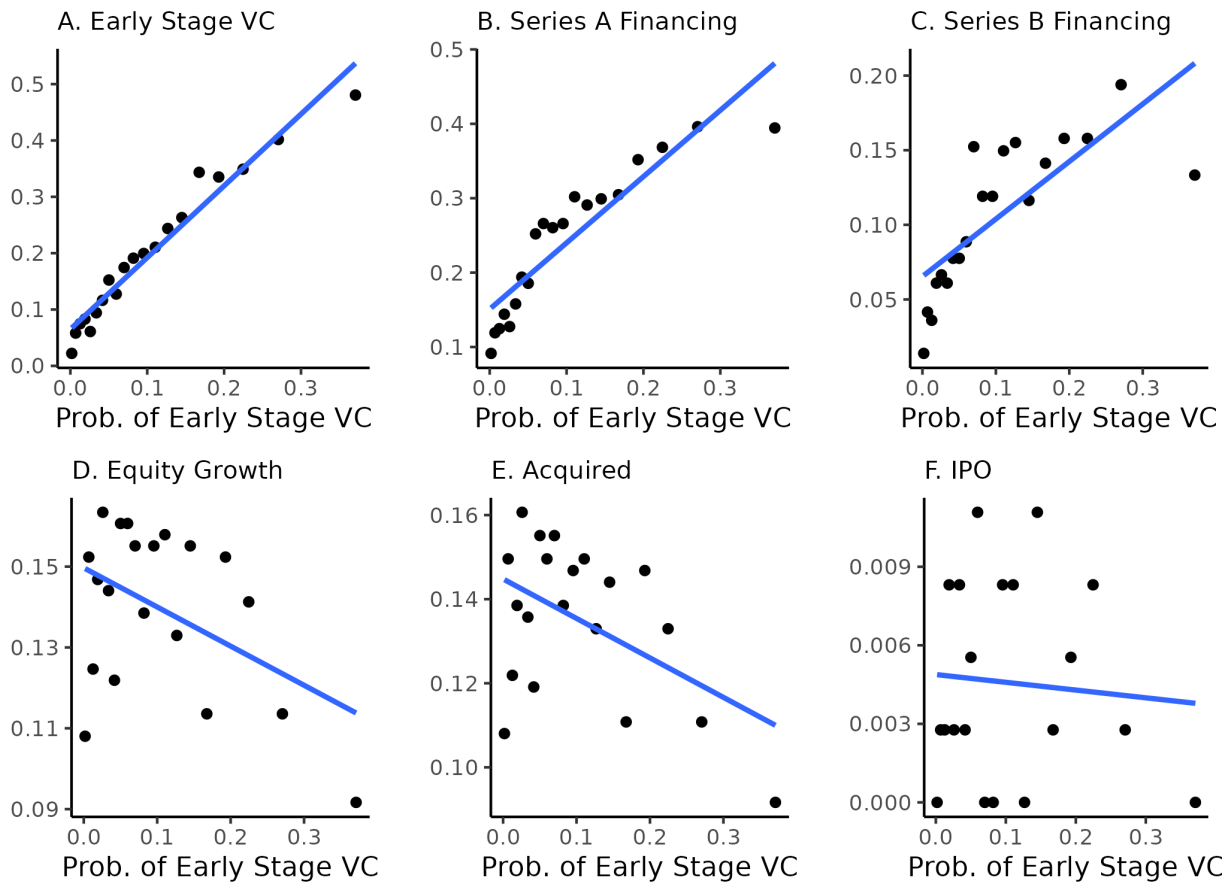 A. Early Stage VC
0.5
0.4
0.3
0.2
0.1
0.0
0.0 0.1 0.2 0.3
Prob. of Early Stage VC
B. Series A Financing
0.5
0.4
0.3
0.2
0.1
0.0 0.1 0.2 0.3
Prob. of Early Stage VC
C. Series B Financing
0.20
0.15
0.10
0.05
0.0 0.1 0.2 0.3
Prob. of Early Stage VC
D. Equity Growth
0.15
0.13
0.11
0.09
0.0 0.1 0.2 0.3
Prob. of Early Stage VC
E. Acquired
0.16
0.14
0.12
0.10
0.0 0.1 0.2 0.3
Prob. of Early Stage VC
F. IPO
0.009
0.006
0.003
0.000
0.0 0.1 0.2 0.3
Prob. of Early Stage VC